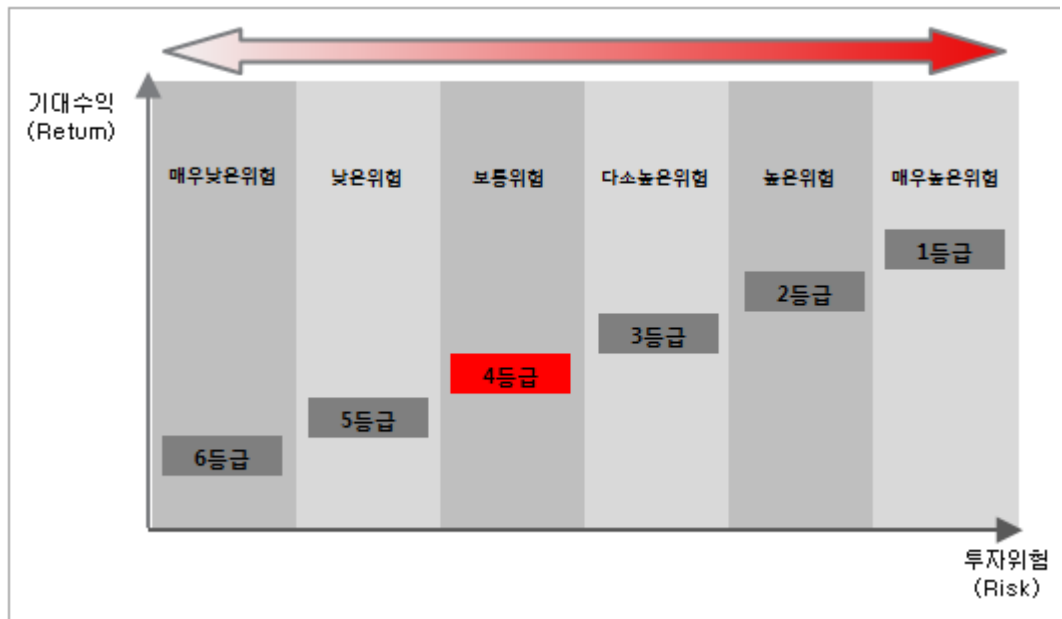 기대수익
(Return)
매우낮은위험
낮은위험
보통위험
다소높은위험
높은위험
매우높은위험
1등급
2등급
3등급
4등급
5등급
6등급
투자위험
(Risk)